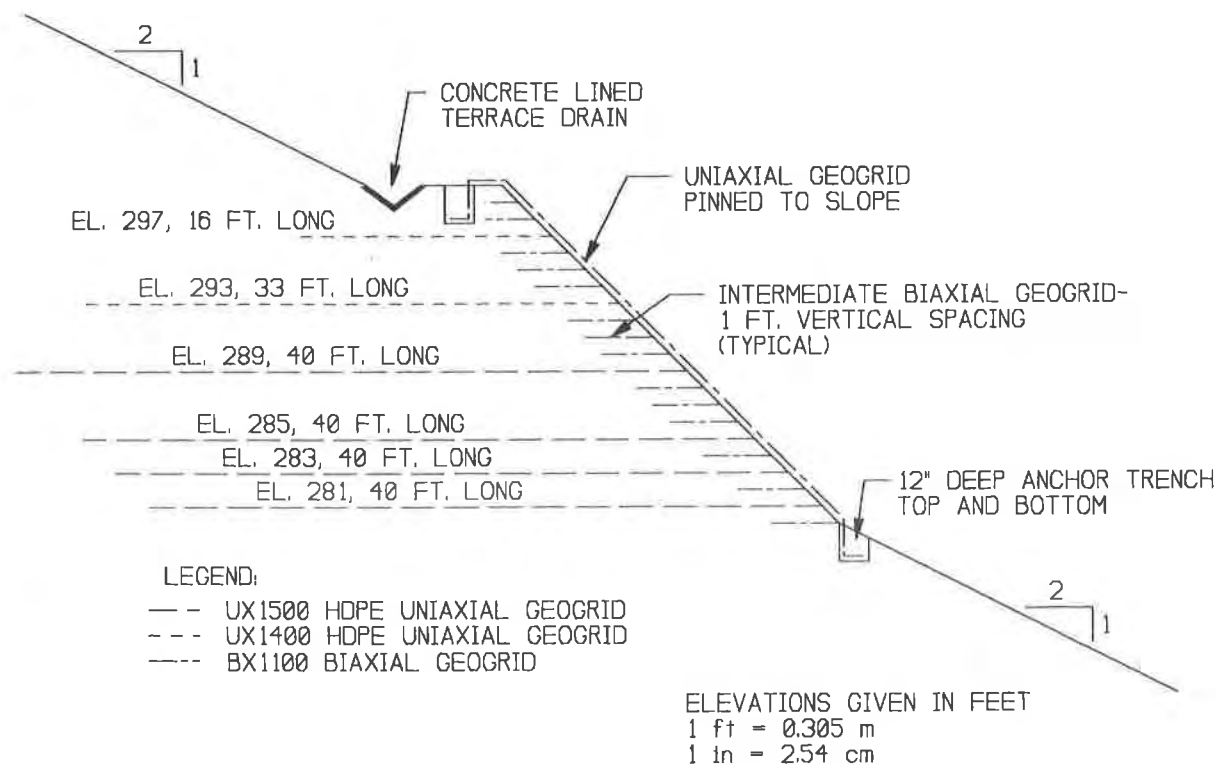 2
1
CONCRETE LINED
TERRACE DRAIN
UNIAXIAL GEOGRID
PINNED TO SLOPE
EL. 297, 16 FT. LONG
EL. 293, 33 FT. LONG
INTERMEDIATE BIAXIAL GEOGRID-
1 FT. VERTICAL SPACING
(TYPICAL)
EL. 289, 40 FT. LONG
EL. 285, 40 FT. LONG
EL. 283, 40 FT. LONG
EL. 281, 40 FT. LONG
12" DEEP ANCHOR TRENCH
TOP AND BOTTOM
LEGEND:
UX1500 HDPE UNIAXIAL GEOGRID
UX1400 HDPE UNIAXIAL GEOGRID
BX1100 BIAXIAL GEOGRID
2
1
ELEVATIONS GIVEN IN FEET
1 ft = 0.305 m
1 in = 2.54 cm